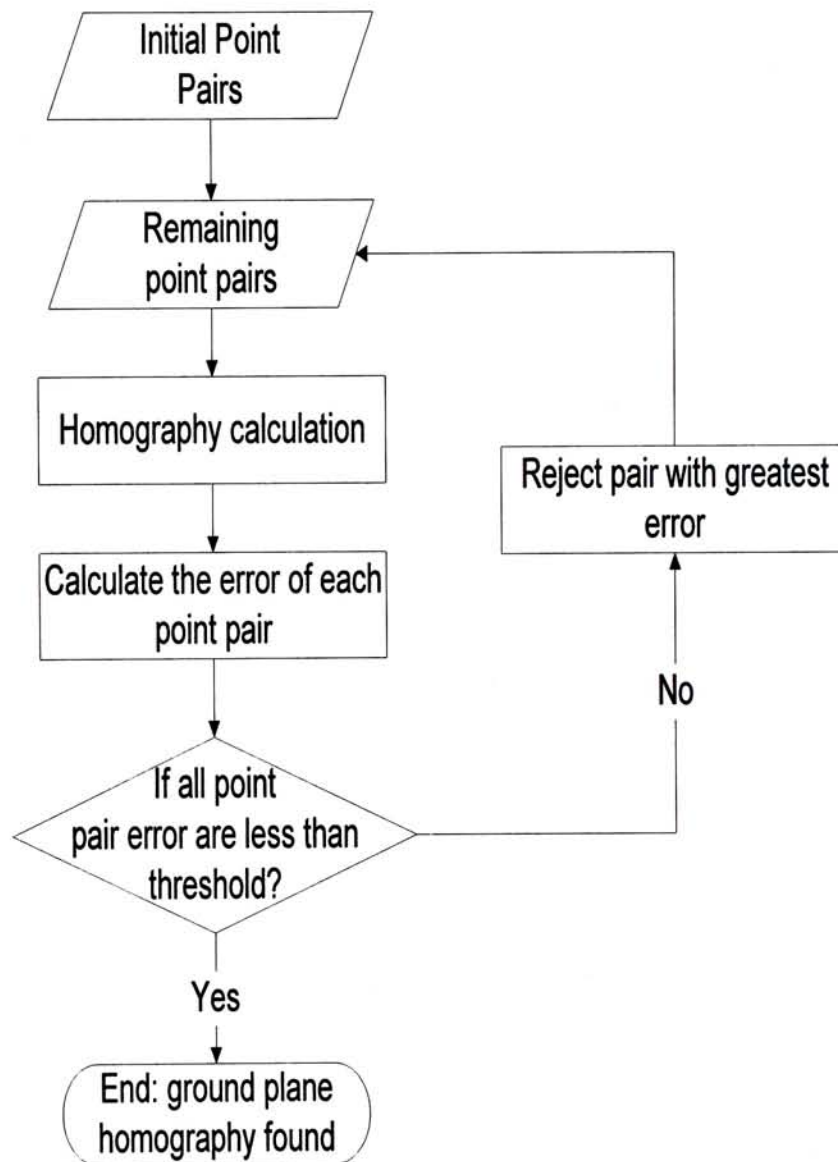 Initial Point
Pairs
Remaining
point pairs
Homography calculation
Calculate the error of each
point pair
If all point
pair error are less than
threshold?
No
Reject pair with greatest
error
Yes
End: ground plane
homography found